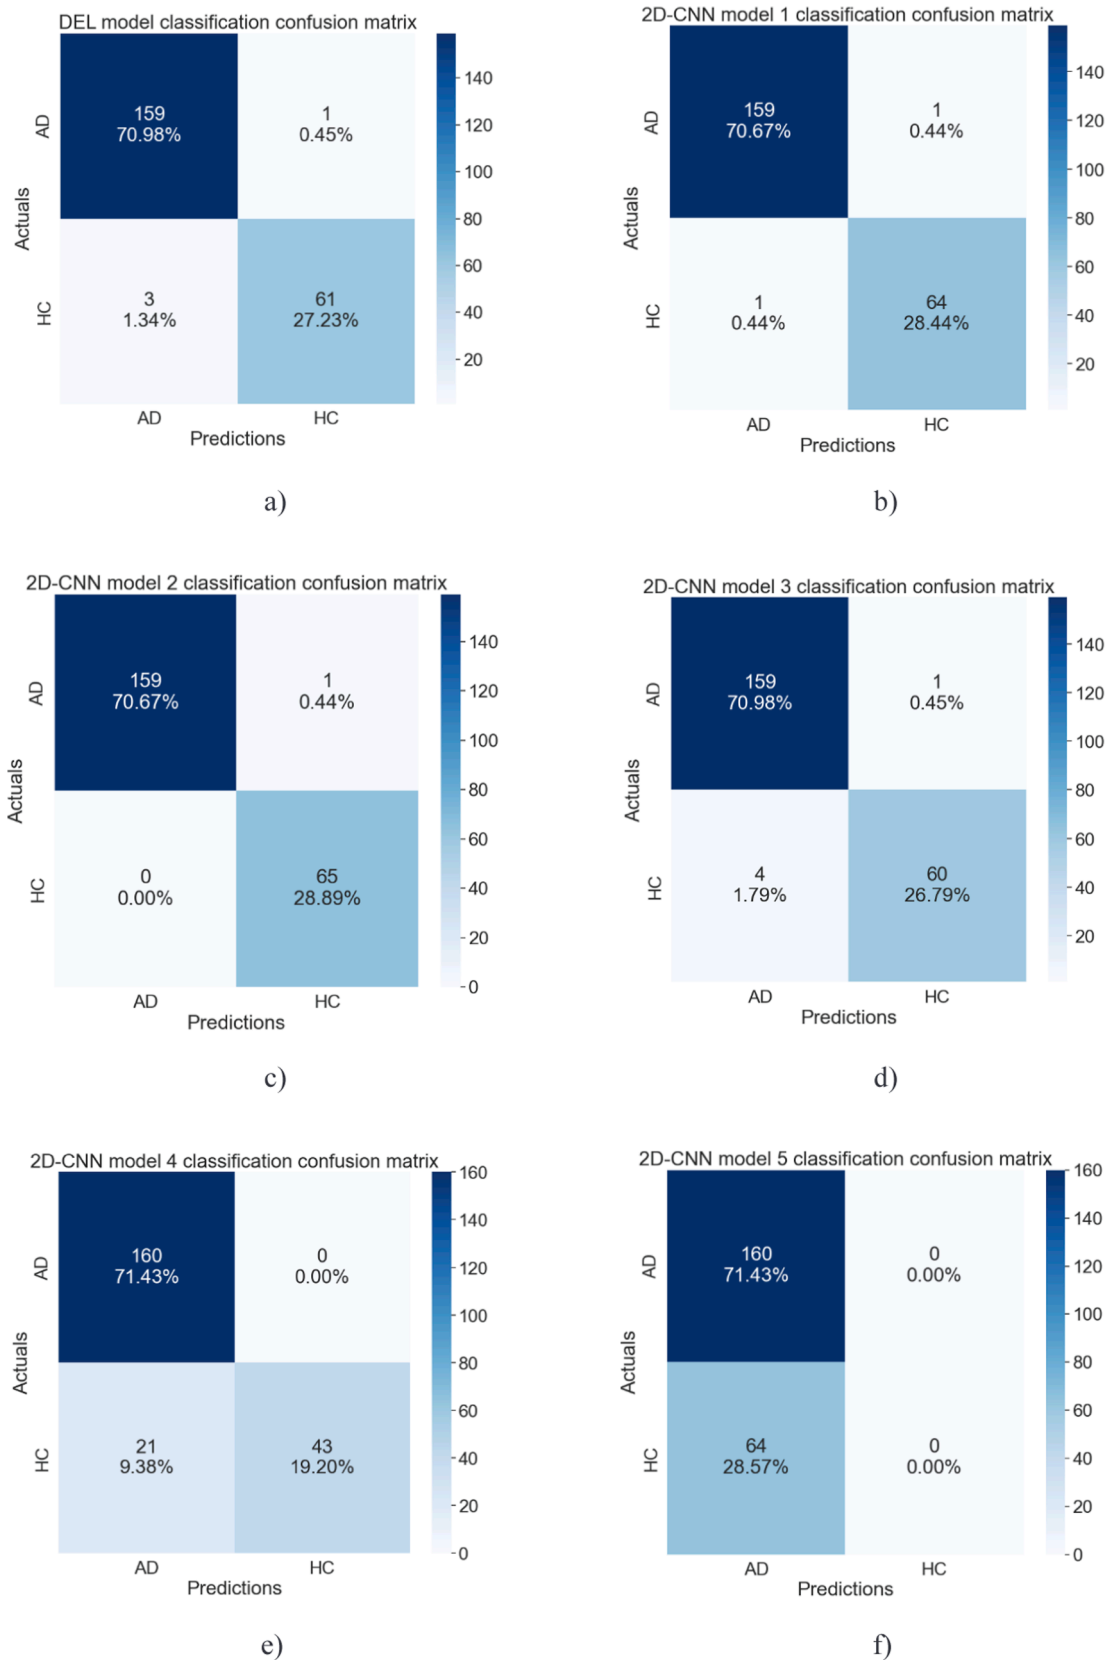 DEL model classification confusion matrix
159
70.98%
1
0.45%
3
1.34%
61
27.23%
AD
HC
Actuals
AD
HC
Predictions
140
120
100
80
60
40
20
a)
2D-CNN model 1 classification confusion matrix
159
70.67%
1
0.44%
1
0.44%
64
28.44%
AD
HC
Actuals
AD
HC
Predictions
140
120
100
80
60
40
20
b)
2D-CNN model 2 classification confusion matrix
159
70.67%
1
0.44%
0
0.00%
65
28.89%
AD
HC
Actuals
AD
HC
Predictions
140
120
100
80
60
40
20
0
c)
2D-CNN model 3 classification confusion matrix
159
70.98%
1
0.45%
4
1.79%
60
26.79%
AD
HC
Actuals
AD
HC
Predictions
140
120
100
80
60
40
20
d)
2D-CNN model 4 classification confusion matrix
160
71.43%
0
0.00%
21
9.38%
43
19.20%
AD
HC
Actuals
AD
HC
Predictions
160
140
120
100
80
60
40
20
0
e)
2D-CNN model 5 classification confusion matrix
160
71.43%
0
0.00%
64
28.57%
0
0.00%
AD
HC
Actuals
AD
HC
Predictions
160
140
120
100
80
60
40
20
0
f)